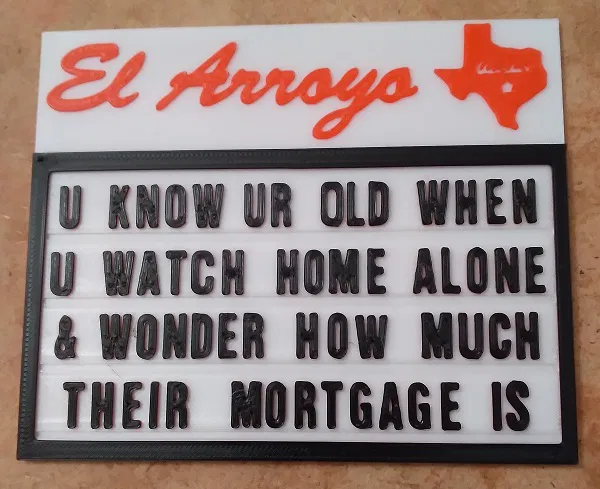 El Arroyo
U KNOW UR OLD WHEN
U WATCH HOME ALONE
& WONDER HOW MUCH
THEIR MORTGAGE IS